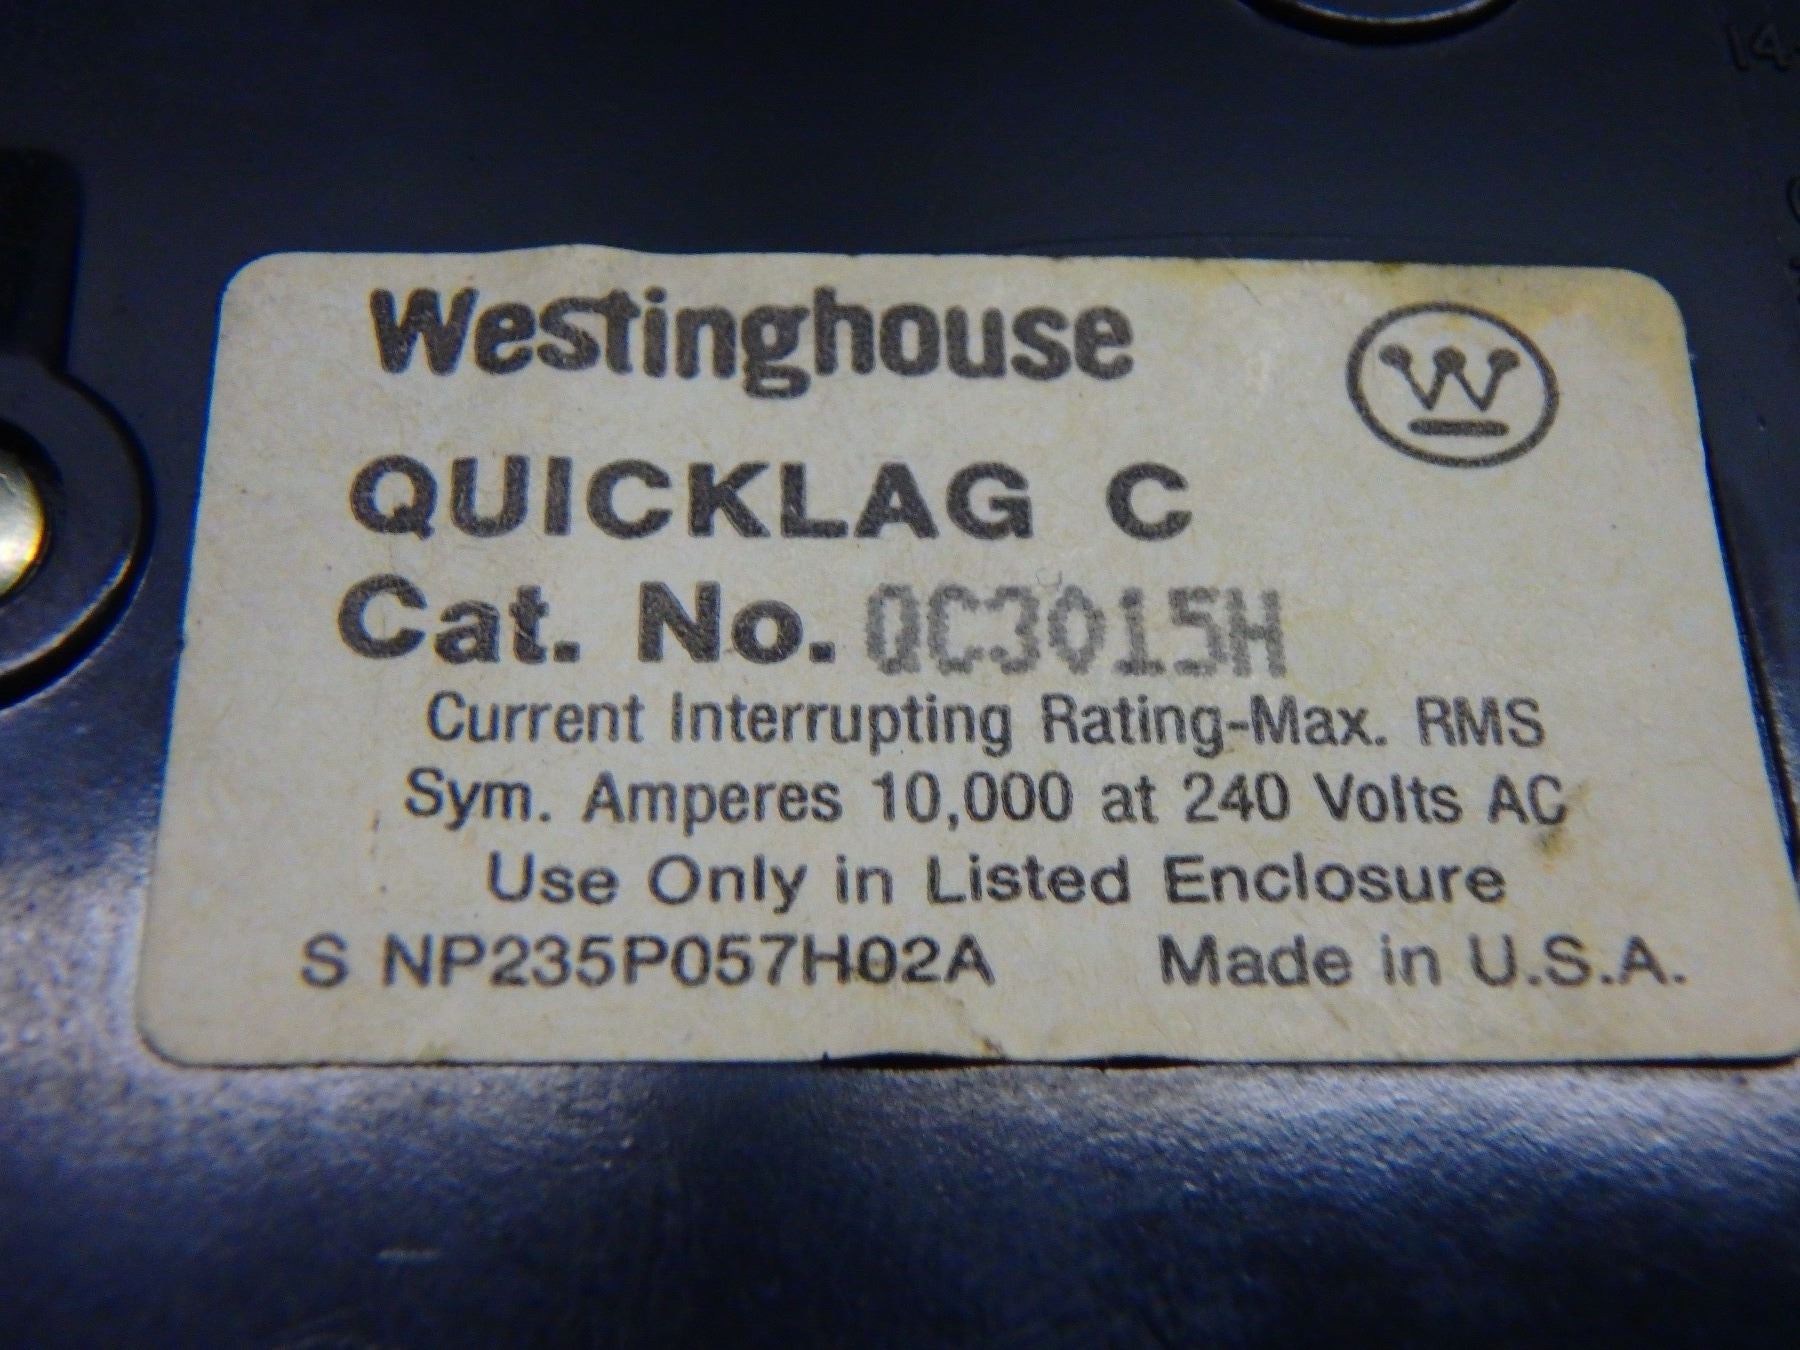 Westinghouse
W
QUICKLAG C
Cat. No. QC3015H
Current Interrupting Rating-Max. RMS
Sym. Amperes 10,000 at 240 Volts AC
Use Only in Listed Enclosure
S NP235P057H02A Made in U.S.A.